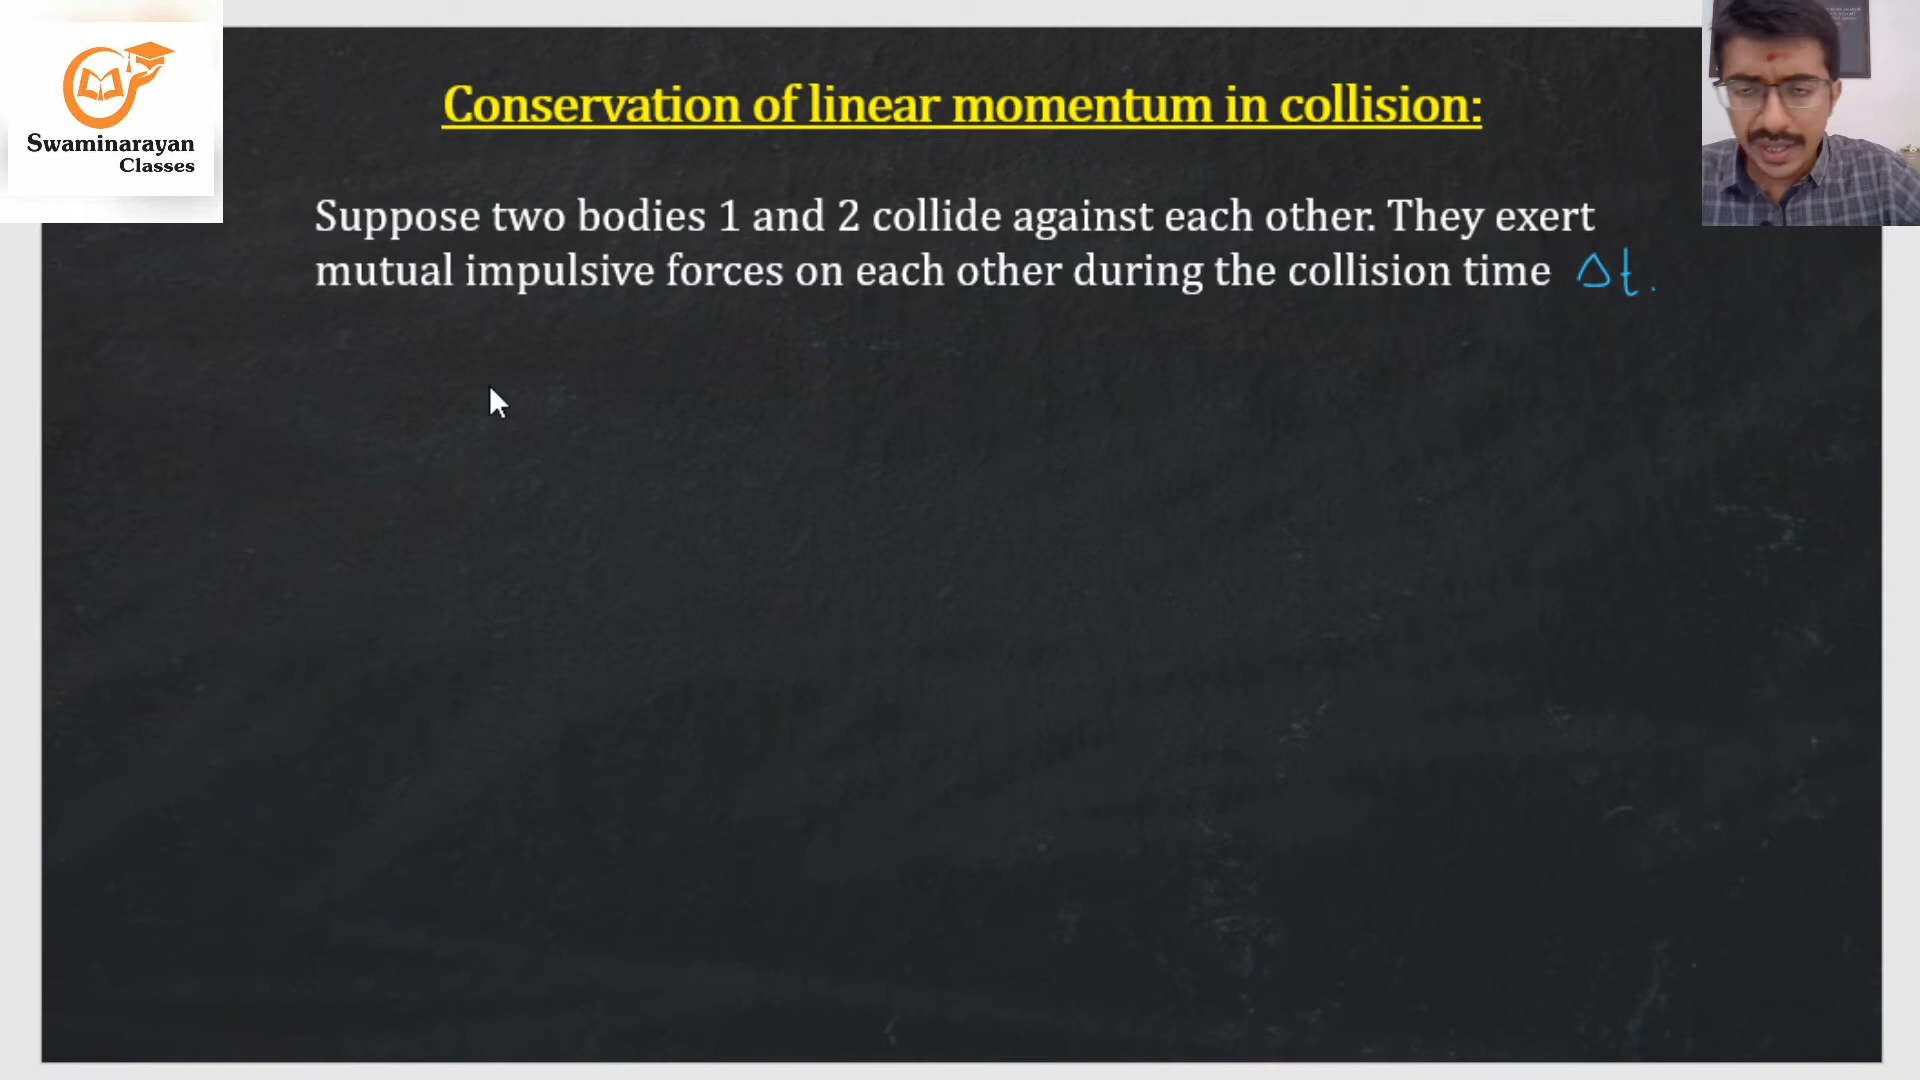 Swaminarayan
Classes
Conservation of linear momentum in collision:
Suppose two bodies 1 and 2 collide against each other. They exert
mutual impulsive forces on each other during the collision time Δt.